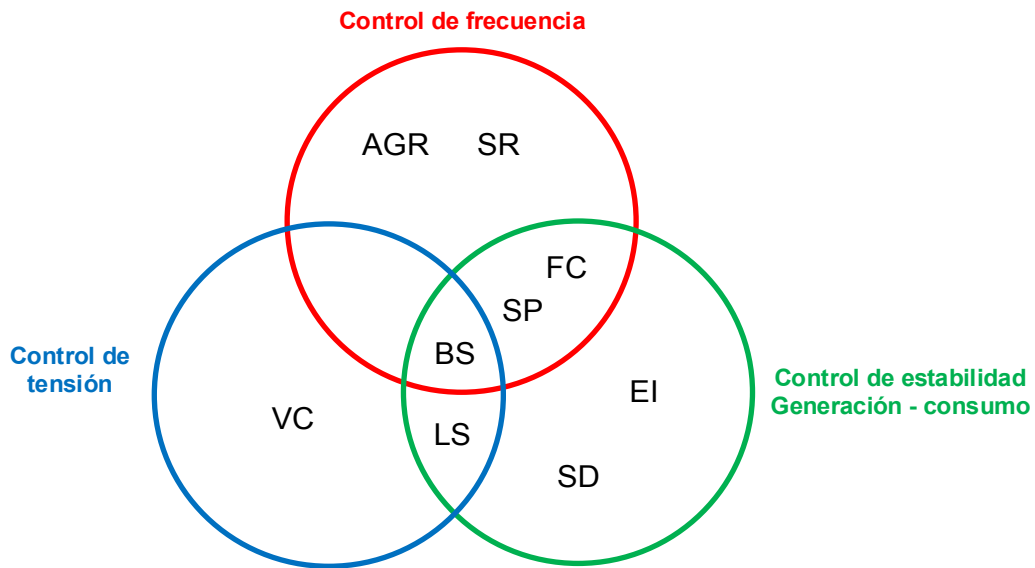 Control de frecuencia
AGR SR
FC
SP
BS
Control de
tensión
VC
LS
EI
SD
Control de estabilidad
Generación - consumo